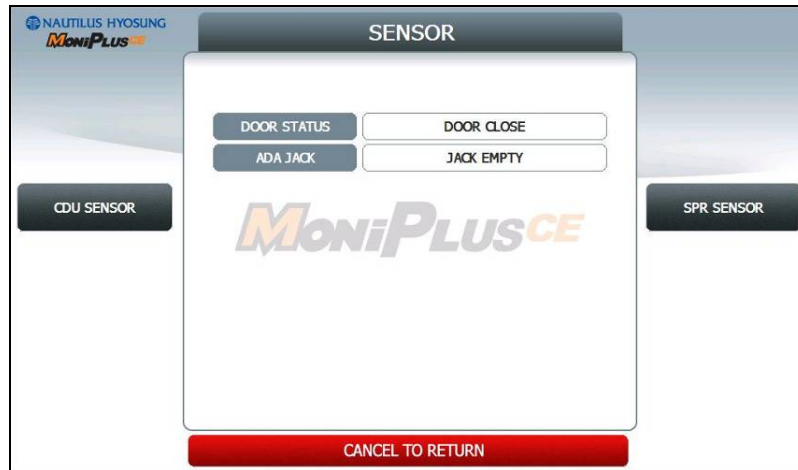 NAUTILUS HYOSUNG
MONIPLUSCE
SENSOR
DOOR STATUS DOOR CLOSE
ADA JACK JACK EMPTY
CDU SENSOR
MONIPLUSCE
SPR SENSOR
CANCEL TO RETURN